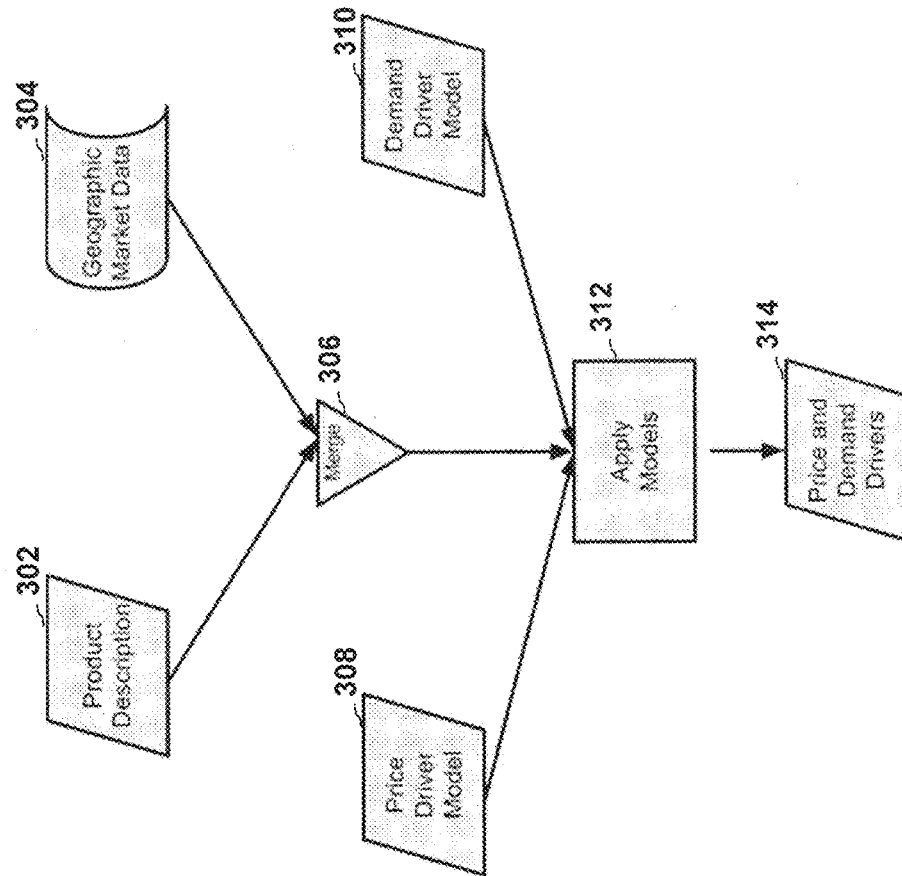 302
Product
Description
304
Geographic
Market Data
306
Merge
308
Price
Driver
Model
310
Demand
Driver
Model
312
Apply
Models
314
Price and
Demand
Drivers